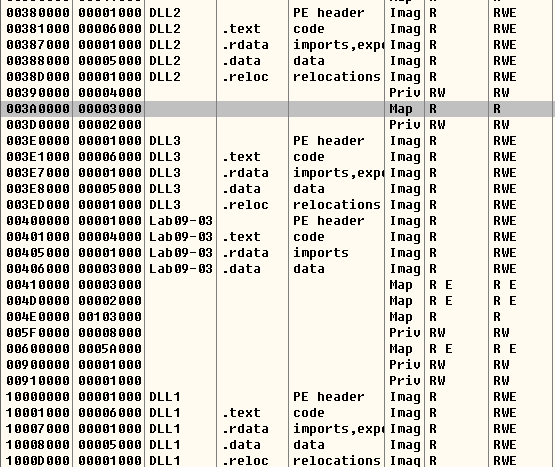 00380000 00001000 DLL2 PE header Imag R RWE
00381000 00006000 DLL2 .text code Imag R RWE
00387000 00001000 DLL2 .rdata imports,exp Imag R RWE
00388000 00005000 DLL2 .data data Imag R RWE
0038D000 00001000 DLL2 .reloc relocations Imag R RWE
00390000 00004000 Priv RW RW
003A0000 00003000 Map R R
003D0000 00002000 Priv RW RW
003E0000 00001000 DLL3 PE header Imag R RWE
003E1000 00006000 DLL3 .text code Imag R RWE
003E7000 00001000 DLL3 .rdata imports,exp Imag R RWE
003E8000 00005000 DLL3 .data data Imag R RWE
003ED000 00001000 DLL3 .reloc relocations Imag R RWE
00400000 00001000 Lab09-03 PE header Imag R RWE
00401000 00004000 Lab09-03 .text code Imag R RWE
00405000 00001000 Lab09-03 .rdata imports Imag R RWE
00406000 00003000 Lab09-03 .data data Imag R RWE
00410000 00003000 Map R E R E
004D0000 00002000 Map R E R E
004E0000 00103000 Map R R
005F0000 00008000 Priv RW RW
00600000 0005A000 Map R E R E
00900000 00001000 Priv RW RW
00910000 00001000 Priv RW RW
10000000 00001000 DLL1 PE header Imag R RWE
10001000 00006000 DLL1 .text code Imag R RWE
10007000 00001000 DLL1 .rdata imports,exp Imag R RWE
10008000 00005000 DLL1 .data data Imag R RWE
1000D000 00001000 DLL1 .reloc relocations Imag R RWE